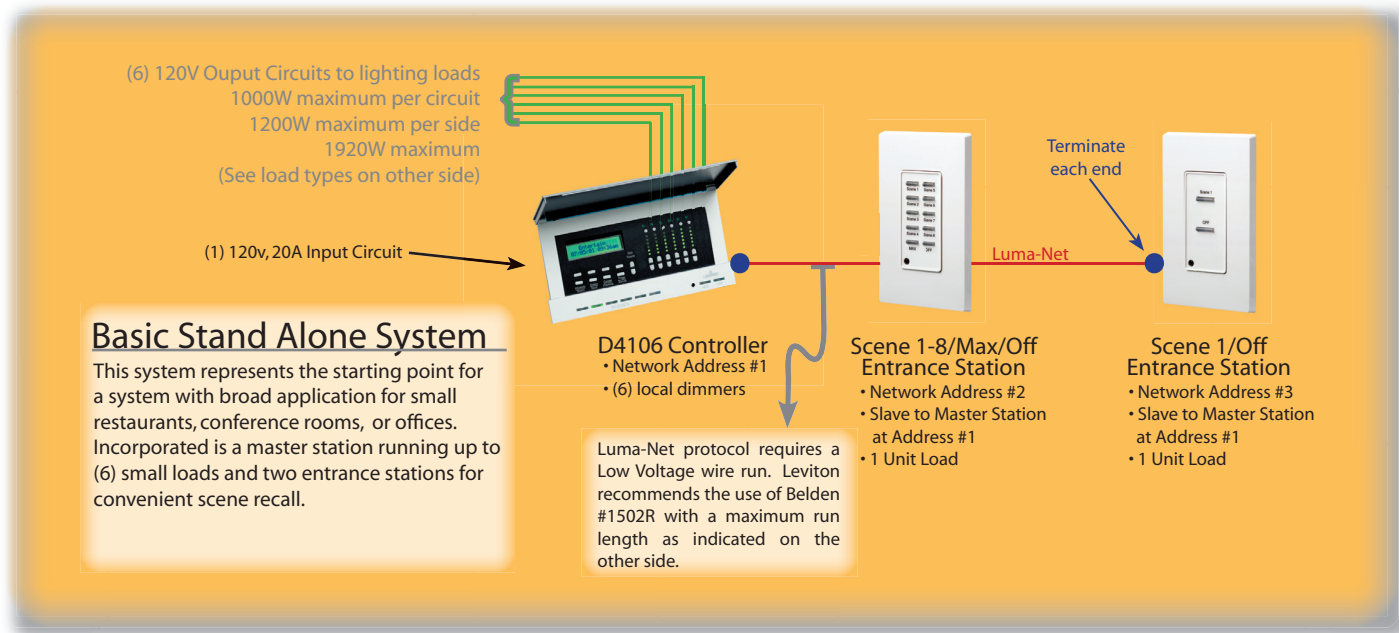 (6) 120V Ouput Circuits to lighting loads
1000W maximum per circuit
1200W maximum per side
1920W maximum
(See load types on other side)
(1) 120v, 20A Input Circuit
Terminate
each end
Luma-Net
Scene 1
OFF
Basic Stand Alone System
This system represents the starting point for
a system with broad application for small
restaurants, conference rooms, or offices.
Incorporated is a master station running up to
(6) small loads and two entrance stations for
convenient scene recall.
D4106 Controller
• Network Address #1
• (6) local dimmers
Luma-Net protocol requires a
Low Voltage wire run. Leviton
recommends the use of Belden
#1502R with a maximum run
length as indicated on the
other side.
Scene 1-8/Max/Off
Entrance Station
• Network Address #2
• Slave to Master Station
at Address #1
• 1 Unit Load
Scene 1/Off
Entrance Station
• Network Address #3
• Slave to Master Station
at Address #1
• 1 Unit Load